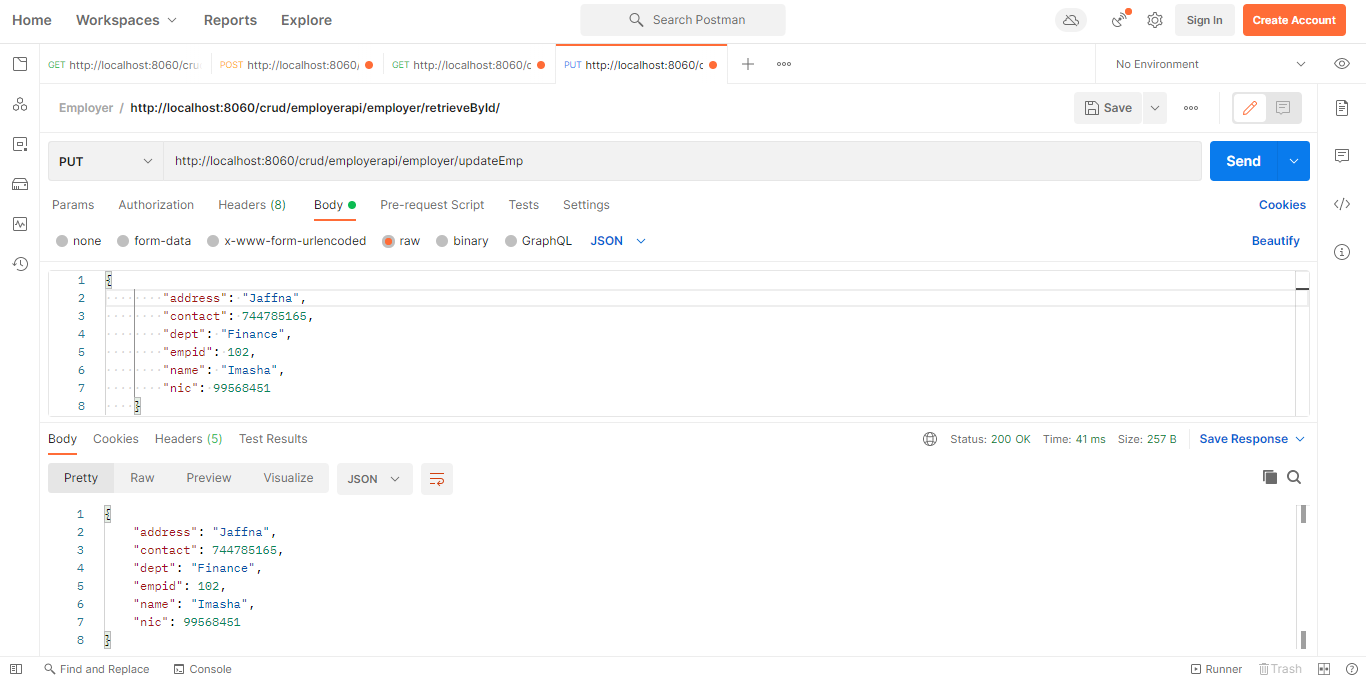 Home Workspaces Reports Explore Search Postman Sign In Create Account
GET http://localhost:8060/cru POST http://localhost:8060/ GET http://localhost:8060/c PUT http://localhost:8060/c No Environment
Employer / http://localhost:8060/crud/employerapi/employer/retrieveById/ Save
PUT http://localhost:8060/crud/employerapi/employer/updateEmp Send
Params Authorization Headers (8) Body Pre-request Script Tests Settings Cookies
none form-data x-www-form-urlencoded raw binary GraphQL JSON Beautify
1 {
2 "address": "Jaffna",
3 "contact": 744785165,
4 "dept": "Finance",
5 "empid": 102,
6 "name": "Imasha",
7 "nic": 99568451
8 }
Body Cookies Headers (5) Test Results Status: 200 OK Time: 41 ms Size: 257 B Save Response
Pretty Raw Preview Visualize JSON
1 {
2 "address": "Jaffna",
3 "contact": 744785165,
4 "dept": "Finance",
5 "empid": 102,
6 "name": "Imasha",
7 "nic": 99568451
8 }
Find and Replace Console Runner Trash